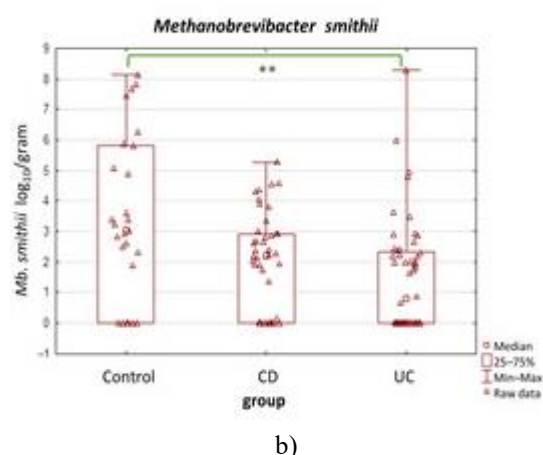 Methanobrevibacter smithii
9
8
7
6
5
4
3
2
1
0
−1
Mb. smithii log10/gram
**
Control CD UC
group
Median
25−75%
Min−Max
Raw data
b)